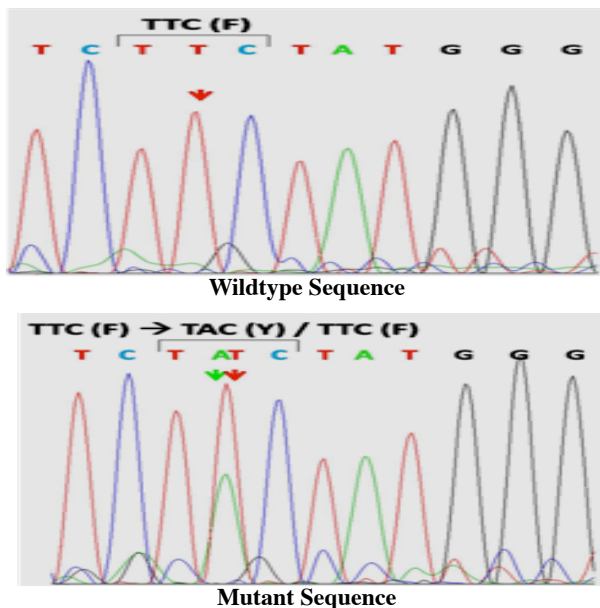 TTC (F)
T C T T C T A T G G G
Wildtype Sequence
TTC (F) → TAC (Y) / TTC (F)
T C T AT C T A T G G G
Mutant Sequence